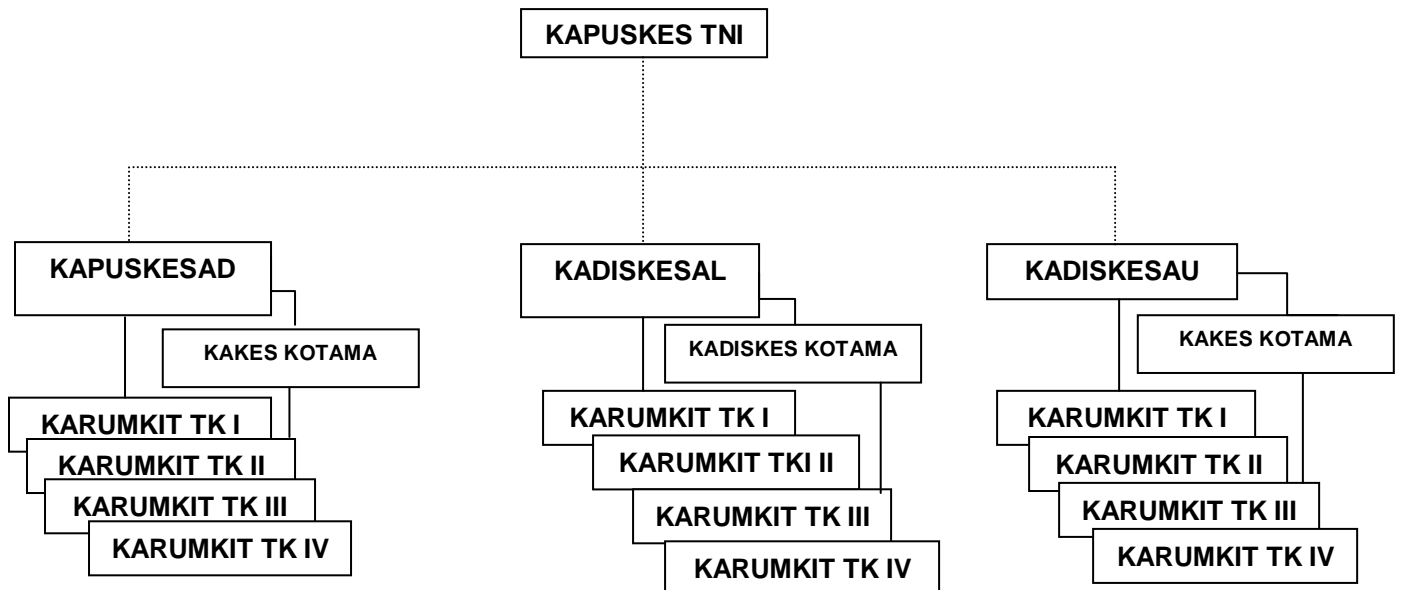 KAPUSKES TNI
KAPUSKESAD
KAKES KOTAMA
KARUMKIT TK I
KARUMKIT TK II
KARUMKIT TK III
KARUMKIT TK IV
KADISKESAL
KADISKES KOTAMA
KARUMKIT TK I
KARUMKIT TKI II
KARUMKIT TK III
KARUMKIT TK IV
KADISKESAU
KAKES KOTAMA
KARUMKIT TK I
KARUMKIT TK II
KARUMKIT TK III
KARUMKIT TK IV